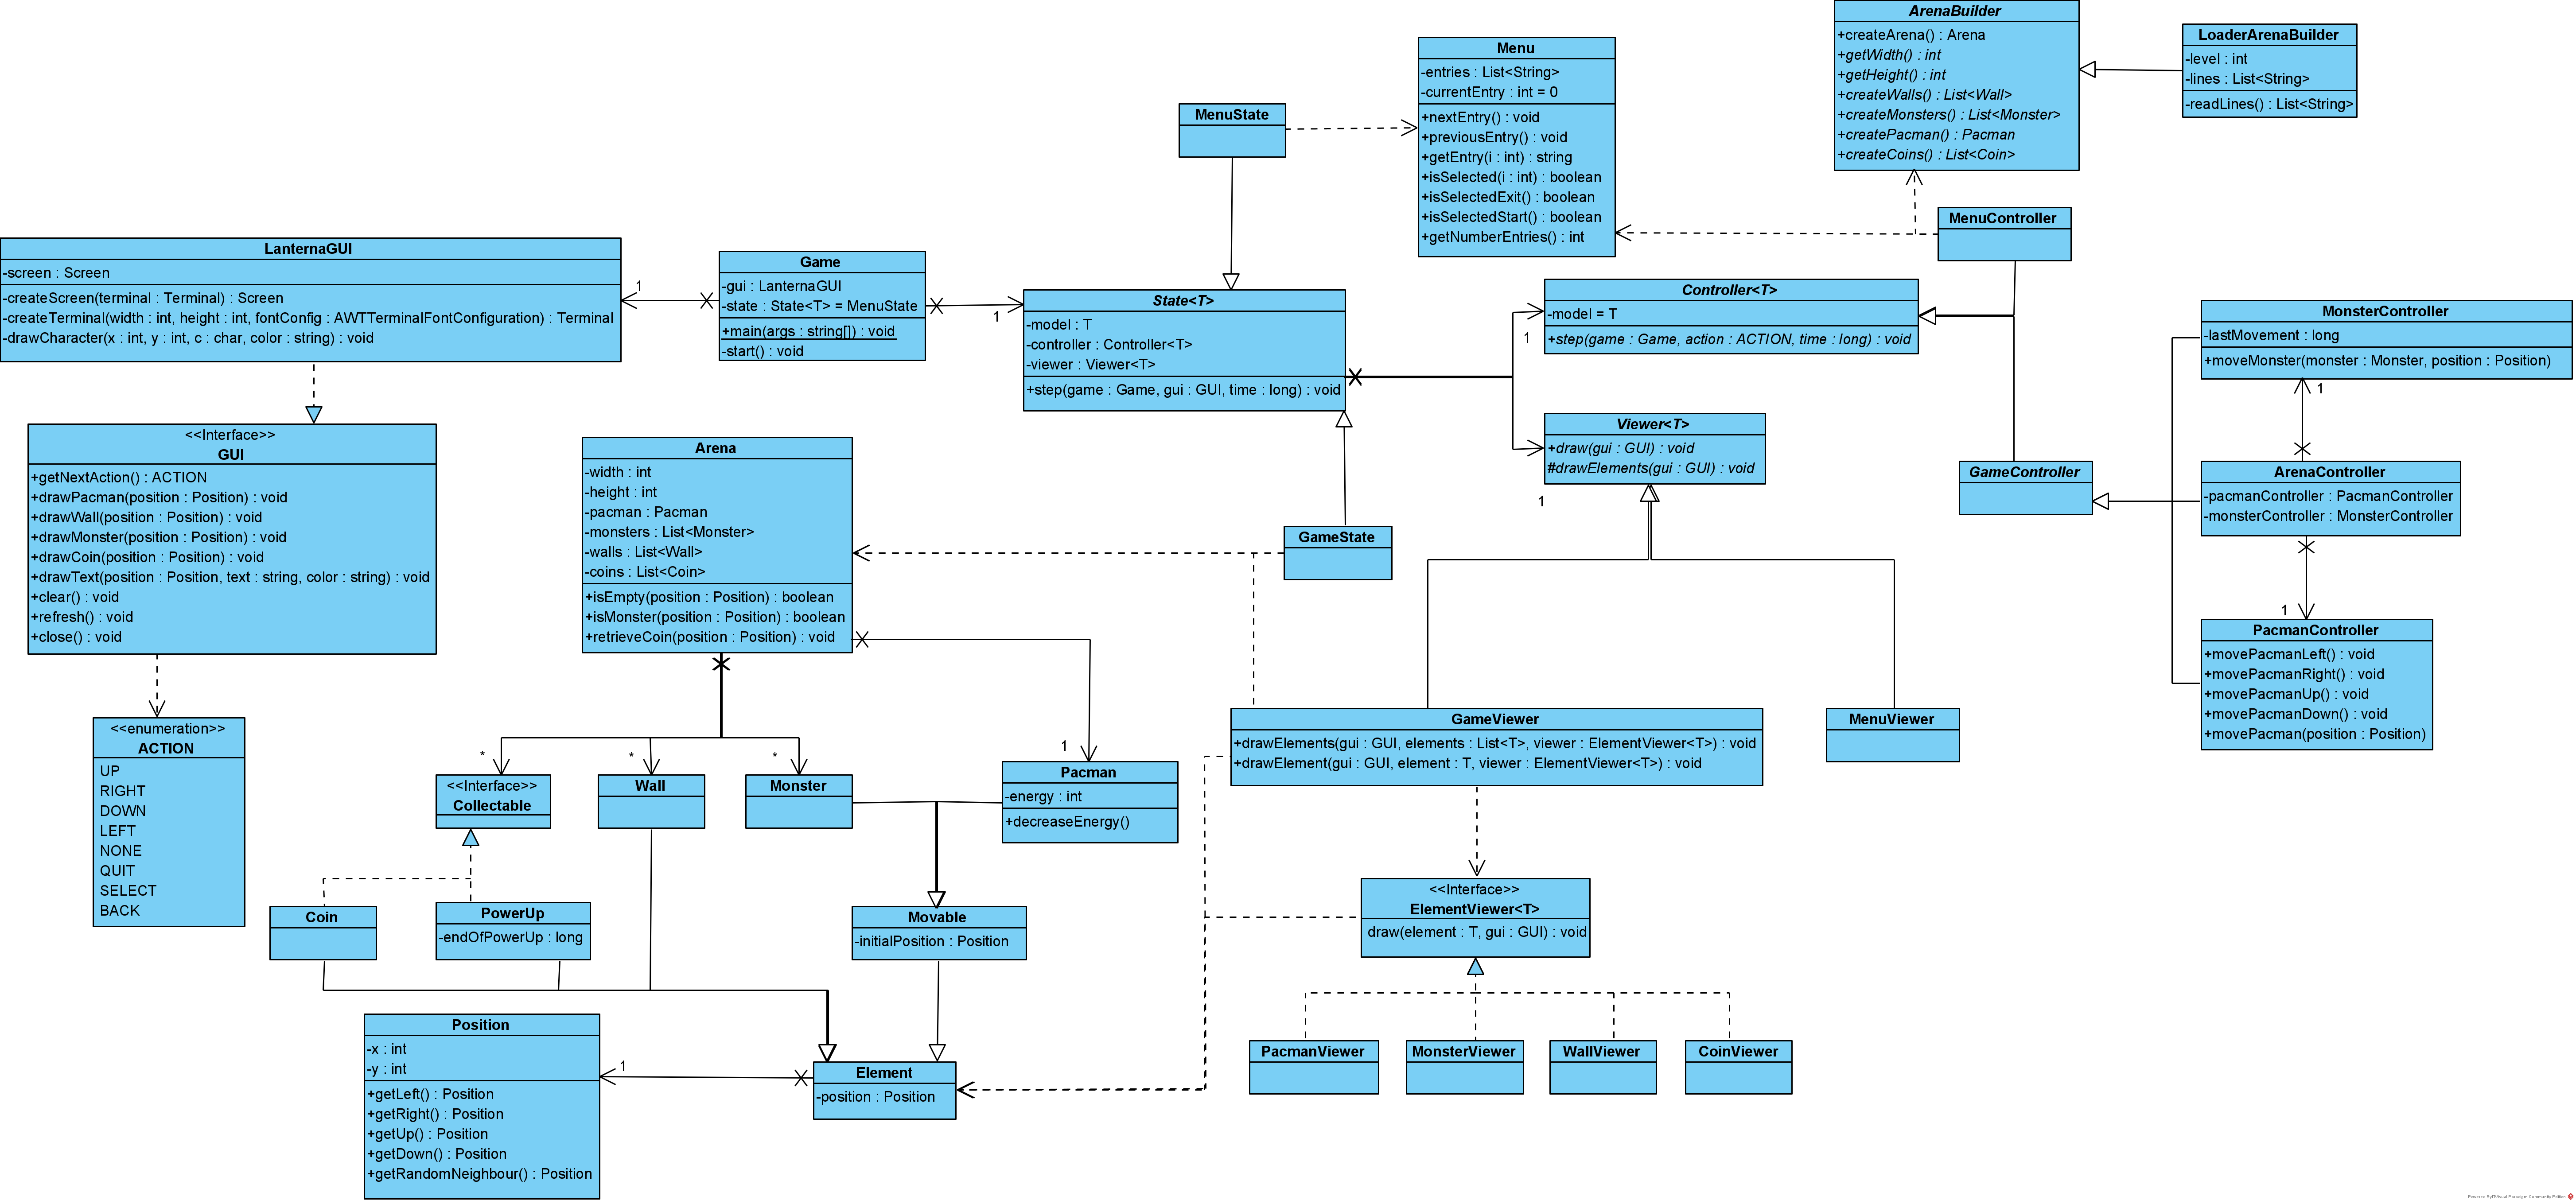 ArenaBuilder
+createArena() : Arena
+getWidth() : int
+getHeight() : int
+createWalls() : List<Wall>
+createMonsters() : List<Monster>
+createPacman() : Pacman
+createCoins() : List<Coin>
LoaderArenaBuilder
-level : int
-lines : List<String>
-readLines() : List<String>
Menu
-entries : List<String>
-currentEntry : int = 0
+nextEntry() : void
+previousEntry() : void
+getEntry(i : int) : string
+isSelected(i : int) : boolean
+isSelectedExit() : boolean
+isSelectedStart() : boolean
+getNumberEntries() : int
MenuState
MenuController
LanternaGUI
-screen : Screen
-createScreen(terminal : Terminal) : Screen
-createTerminal(width : int, height : int, fontConfig : AWTTerminalFontConfiguration) : Terminal
-drawCharacter(x : int, y : int, c : char, color : string) : void
1
Game
-gui : LanternaGUI
-state : State<T> = MenuState
+main(args : string[]) : void
-start() : void
1
State<T>
-model : T
-controller : Controller<T>
-viewer : Viewer<T>
+step(game : Game, gui : GUI, time : long) : void
1
Controller<T>
-model = T
+step(game : Game, action : ACTION, time : long) : void
MonsterController
-lastMovement : long
+moveMonster(monster : Monster, position : Position)
1
Viewer<T>
+draw(gui : GUI) : void
#drawElements(gui : GUI) : void
1
GameController
ArenaController
-pacmanController : PacmanController
-monsterController : MonsterController
1
PacmanController
+movePacmanLeft() : void
+movePacmanRight() : void
+movePacmanUp() : void
+movePacmanDown() : void
+movePacman(position : Position)
<<Interface>>
GUI
+getNextAction() : ACTION
+drawPacman(position : Position) : void
+drawWall(position : Position) : void
+drawMonster(position : Position) : void
+drawCoin(position : Position) : void
+drawText(position : Position, text : string, color : string) : void
+clear() : void
+refresh() : void
+close() : void
Arena
-width : int
-height : int
-pacman : Pacman
-monsters : List<Monster>
-walls : List<Wall>
-coins : List<Coin>
+isEmpty(position : Position) : boolean
+isMonster(position : Position) : boolean
+retrieveCoin(position : Position) : void
GameState
<<enumeration>>
ACTION
UP
RIGHT
DOWN
LEFT
NONE
QUIT
SELECT
BACK
*
*
*
1
<<Interface>>
Collectable
Wall
Monster
Pacman
-energy : int
+decreaseEnergy()
GameViewer
+drawElements(gui : GUI, elements : List<T>, viewer : ElementViewer<T>) : void
+drawElement(gui : GUI, element : T, viewer : ElementViewer<T>) : void
MenuViewer
Coin
PowerUp
-endOfPowerUp : long
Movable
-initialPosition : Position
<<Interface>>
ElementViewer<T>
draw(element : T, gui : GUI) : void
Position
-x : int
-y : int
+getLeft() : Position
+getRight() : Position
+getUp() : Position
+getDown() : Position
+getRandomNeighbour() : Position
1
Element
-position : Position
PacmanViewer
MonsterViewer
WallViewer
CoinViewer
Powered By Visual Paradigm Community Edition